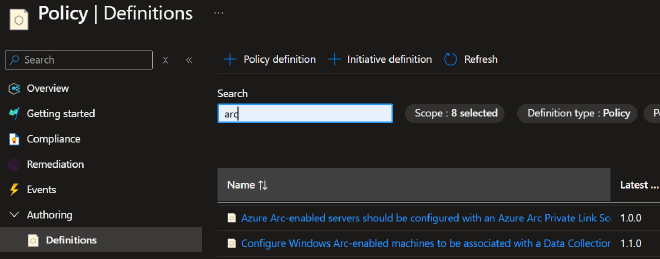 Policy | Definitions
...
Search
Overview
Getting started
Compliance
Remediation
Events
Authoring
Definitions
+ Policy definition + Initiative definition Refresh
Search
arc
Scope : 8 selected Definition type : Policy
Name Latest ...
Azure Arc-enabled servers should be configured with an Azure Arc Private Link Sc 1.0.0
Configure Windows Arc-enabled machines to be associated with a Data Collection 1.1.0